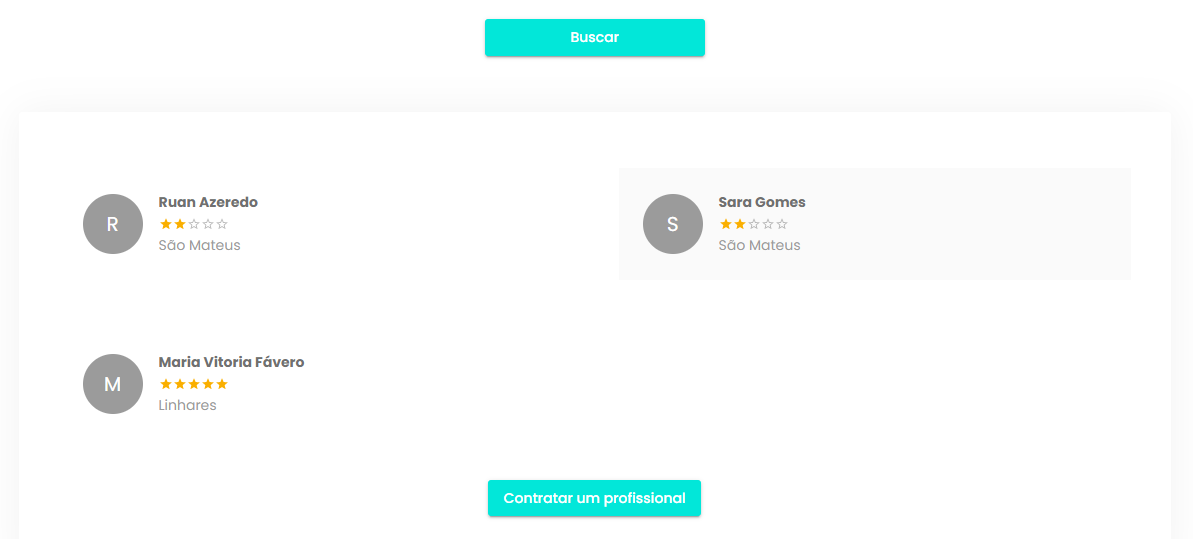 Buscar
R
Ruan Azeredo
São Mateus
S
Sara Gomes
São Mateus
M
Maria Vitoria Fávero
Linhares
Contratar um profissional